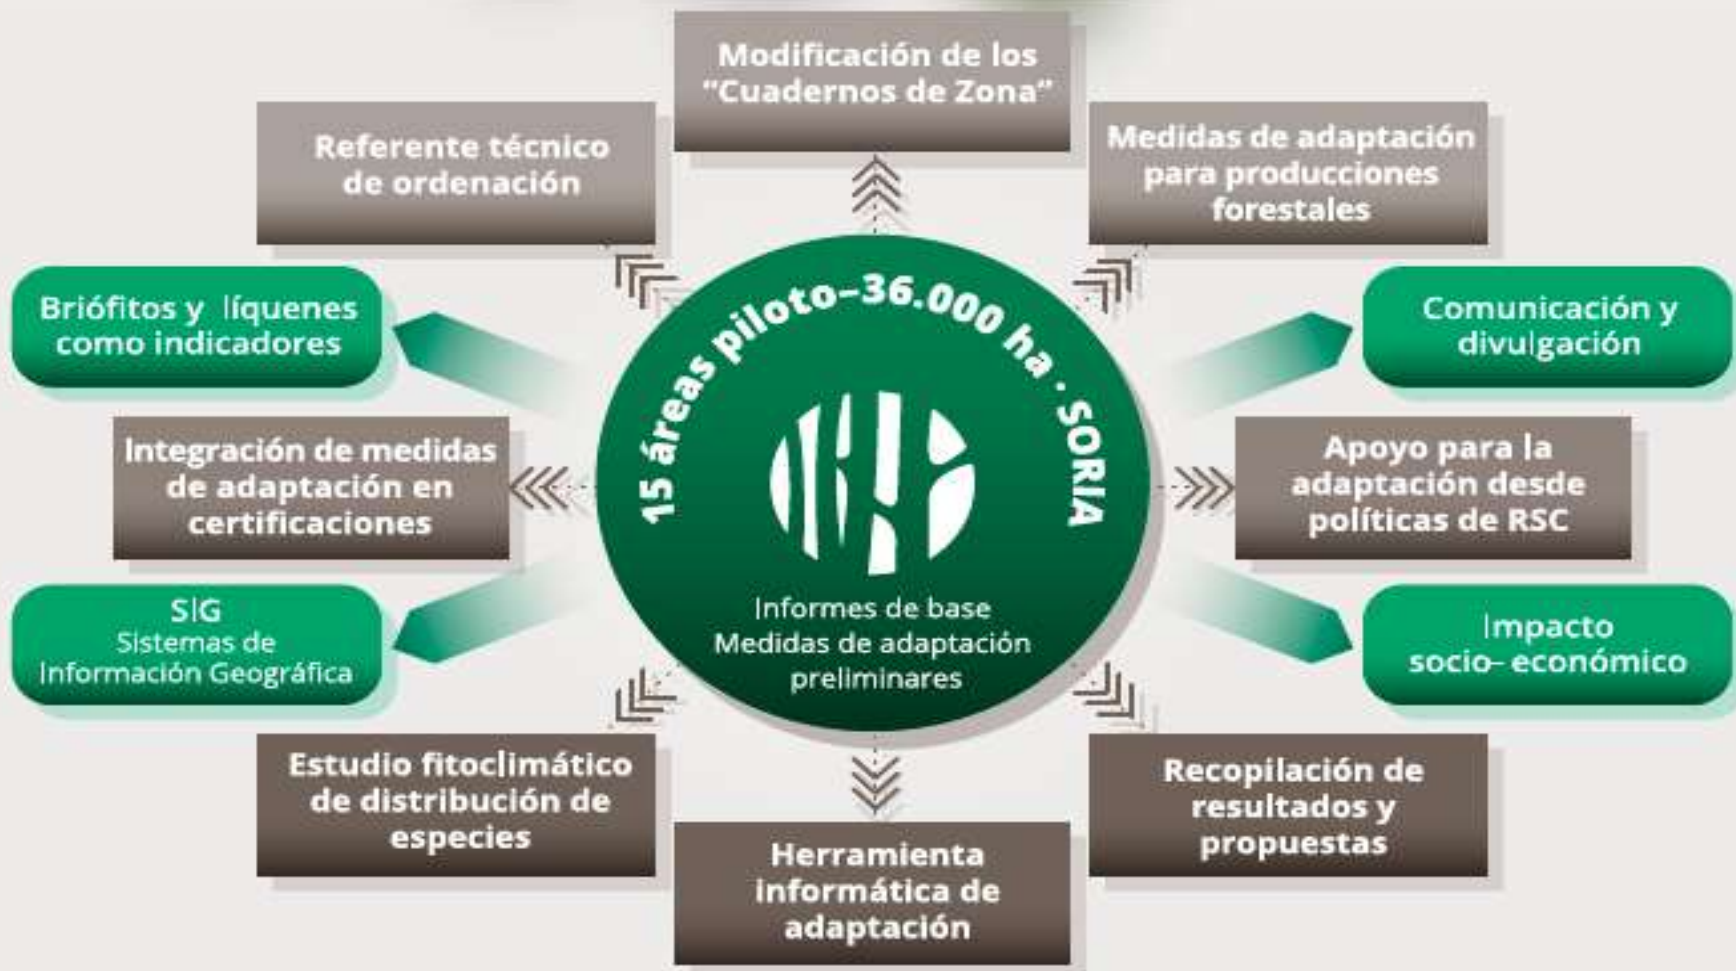 Modificación de los
“Cuadernos de Zona”
Referente técnico
de ordenación
Medidas de adaptación
para producciones
forestales
Briófitos y líquenes
como indicadores
15 áreas piloto–36.000 ha · SORIA
Comunicación y
divulgación
Integración de medidas
de adaptación en
certificaciones
Apoyo para la
adaptación desde
políticas de RSC
SIG
Sistemas de
Información Geográfica
Informes de base
Medidas de adaptación
preliminares
Impacto
socio-económico
Estudio fitoclimático
de distribución de
especies
Herramienta
informática de
adaptación
Recopilación de
resultados y
propuestas